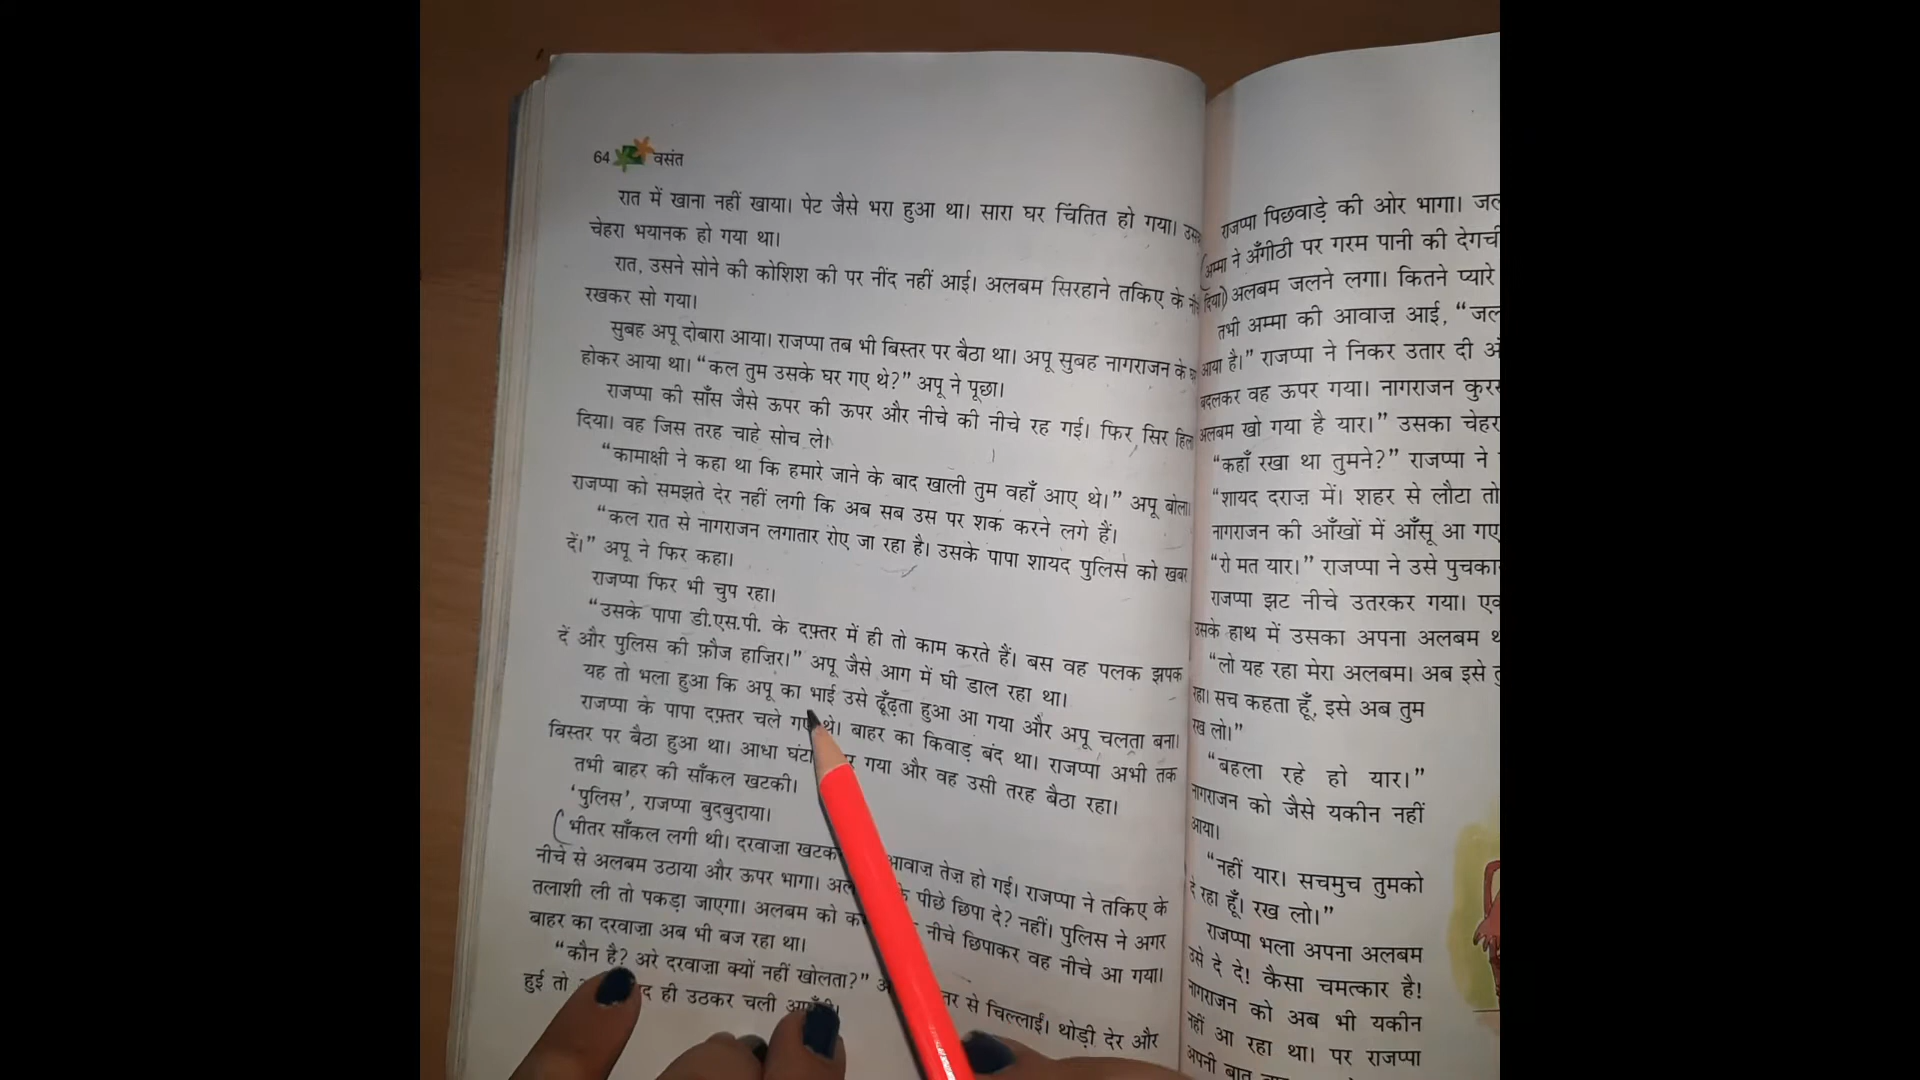 64 वसंत
रात में खाना नहीं खाया। पेट जैसे भरा हुआ था। सारा घर चिंतित हो गया।
चेहरा भयानक हो गया था।
रात, उसने सोने की कोशिश की पर नींद नहीं आई। अलबम सिरहाने तकिए के
रखकर सो गया।
सुबह अपू दोबारा आया। राजप्पा तब भी बिस्तर पर बैठा था। अपू सुबह नागराजन के
होकर आया था। “कल तुम उसके घर गए थे?” अपू ने पूछा।
राजप्पा की साँस जैसे ऊपर की ऊपर और नीचे की नीचे रह गई। फिर सिर हिला
दिया। वह जिस तरह चाहे सोच ले।
“कामाक्षी ने कहा था कि हमारे जाने के बाद खाली तुम वहाँ आए थे।” अपू बोला।
राजप्पा को समझते देर नहीं लगी कि अब सब उस पर शक करने लगे हैं।
“कल रात से नागराजन लगातार रोए जा रहा है। उसके पापा शायद पुलिस को खबर
दें।” अपू ने फिर कहा।
राजप्पा फिर भी चुप रहा।
“उसके पापा डी.एस.पी. के दफ़्तर में ही तो काम करते हैं। बस वह पलक झपक
दें और पुलिस की फ़ौज हाज़िर।” अपू जैसे आग में घी डाल रहा था।
यह तो भला हुआ कि अपू का भाई उसे ढूँढ़ता हुआ आ गया और अपू चलता बना।
राजप्पा के पापा दफ़्तर चले गए थे। बाहर का किवाड़ बंद था। राजप्पा अभी तक
बिस्तर पर बैठा हुआ था। आधा घंटा गया और वह उसी तरह बैठा रहा।
तभी बाहर की साँकल खटकी।
‘पुलिस’, राजप्पा बुदबुदाया।
भीतर साँकल लगी थी। दरवाज़ा आवाज़ तेज़ हो गई। राजप्पा ने तकिए के
नीचे से अलबम उठाया और ऊपर भागा। के पीछे छिपा दे? नहीं। पुलिस ने अगर
तलाशी ली तो पकड़ा जाएगा। अलबम को नीचे छिपाकर वह नीचे आ गया।
बाहर का दरवाज़ा अब भी बज रहा था।
“कौन है? अरे दरवाज़ा क्यों नहीं खोलता?” से चिल्लाईं। थोड़ी देर और
हुई तो ही उठकर चली
राजप्पा पिछवाड़े की ओर भागा।
अम्मा ने अँगीठी पर गरम पानी की देगची
दिया। अलबम जलने लगा। कितने प्यारे
तभी अम्मा की आवाज़ आई,
आया है।” राजप्पा ने निकर उतार दी
बदलकर वह ऊपर गया। नागराजन
अलबम खो गया है यार।” उसका
“कहाँ रखा था तुमने?” राजप्पा ने
“शायद दराज़ में। शहर से लौटा तो
नागराजन की आँखों में आँसू आ गए
“रो मत यार।” राजप्पा ने उसे
राजप्पा झट नीचे उतरकर गया।
उसके हाथ में उसका अपना अलबम
“लो यह रहा मेरा अलबम। अब इसे
रहा। सच कहता हूँ, इसे अब तुम
रख लो।”
“बहला रहे हो यार।”
नागराजन को जैसे यकीन नहीं
आया।
“नहीं यार। सचमुच तुमको
दे रहा हूँ। रख लो।”
राजप्पा भला अपना अलबम
उसे दे दे! कैसा चमत्कार है!
नागराजन को अब भी यकीन
नहीं आ रहा था। पर राजप्पा
अपनी बात